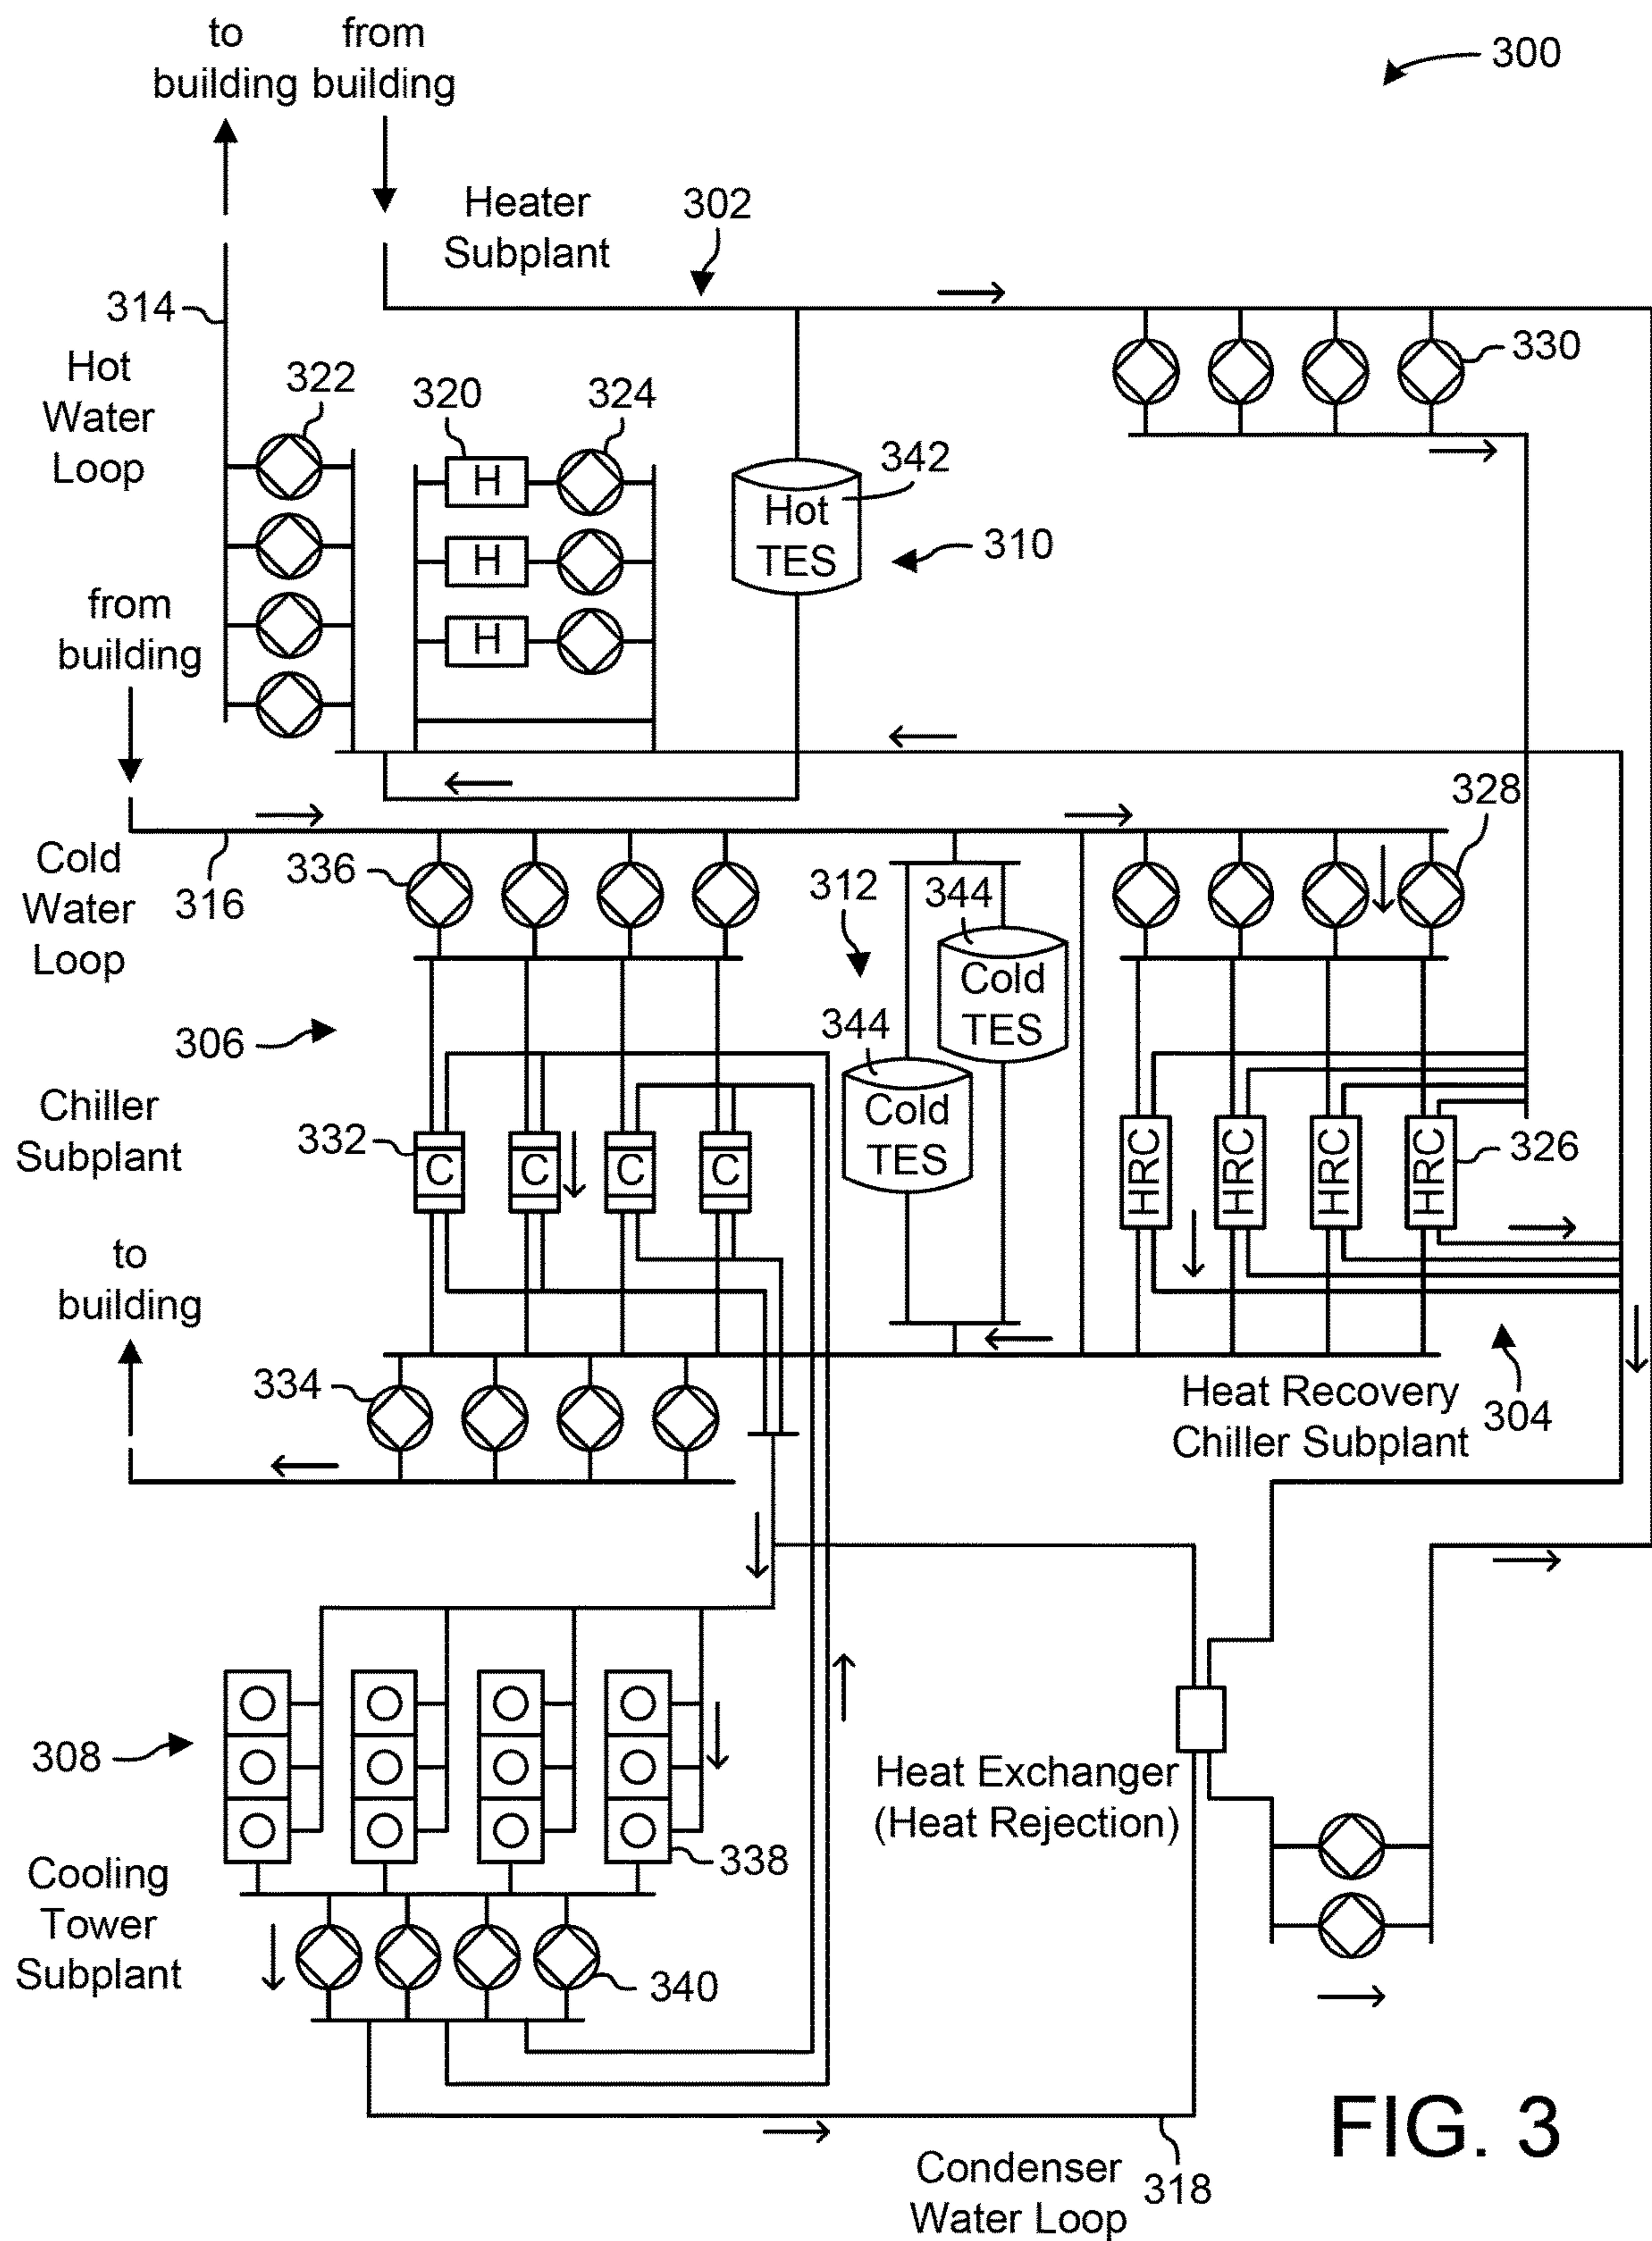 to
building
from
building
300
Heater
Subplant
302
314
Hot
Water
Loop
322
320
324
330
H
H
H
Hot
TES
342
310
from
building
328
Cold
Water
Loop
316
336
312
344
Cold
TES
344
Cold
TES
306
Chiller
Subplant
332
C
C
C
C
HRC
HRC
HRC
HRC
326
to
building
334
Heat Recovery
Chiller Subplant
304
308
Heat Exchanger
(Heat Rejection)
338
Cooling
Tower
Subplant
340
Condenser
Water Loop
318
FIG. 3